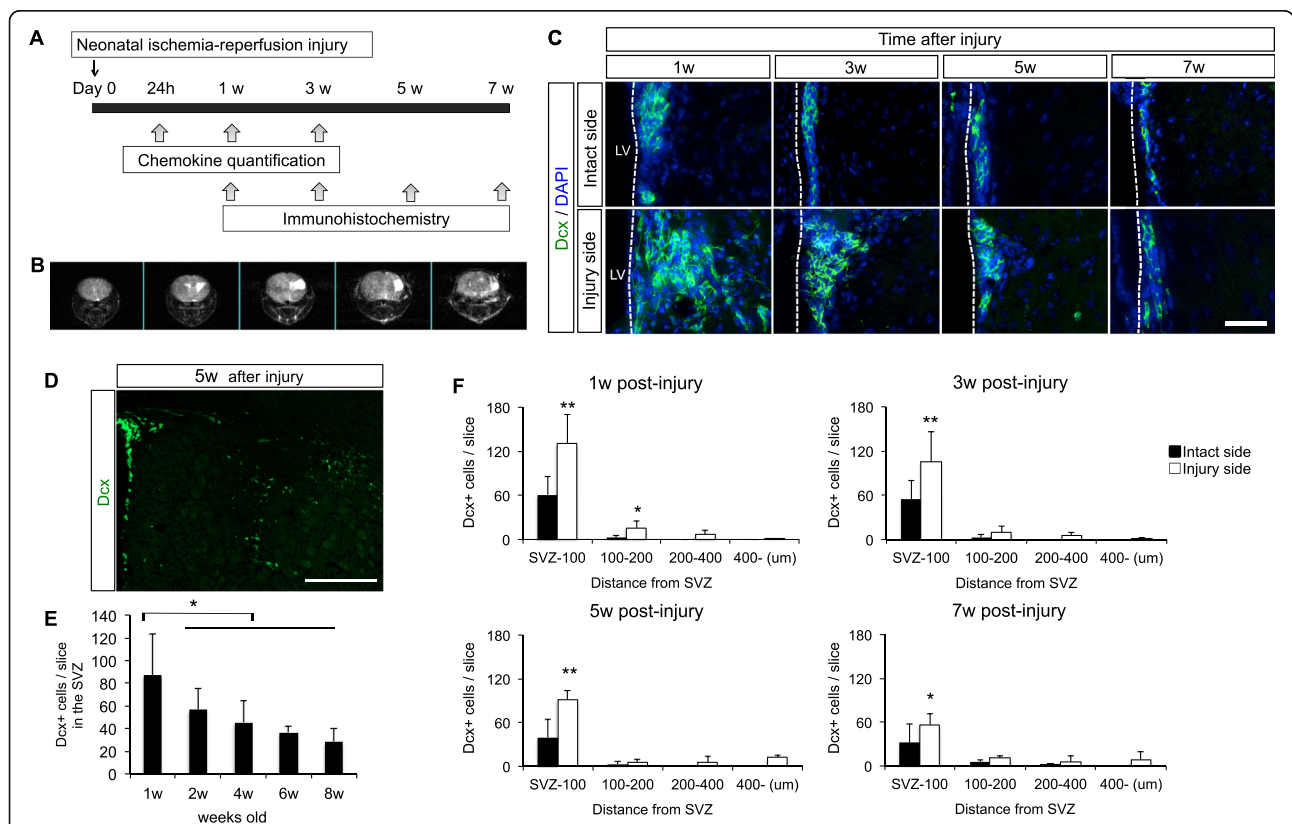 A
Neonatal ischemia-reperfusion injury
Day 0 24h 1 w 3 w 5 w 7 w
Chemokine quantification
Immunohistochemistry
B
C
Time after injury
1w 3w 5w 7w
Dcx / DAPI
Intact side
LV
Injury side
LV
D
5w after injury
Dcx
E
Dcx+ cells / slice
in the SVZ
140
120
100
80
60
40
20
0
*
1w 2w 4w 6w 8w
weeks old
F
1w post-injury
Dcx+ cells / slice
180
120
60
0
**
*
SVZ-100 100-200 200-400 400- (um)
Distance from SVZ
3w post-injury
Dcx+ cells / slice
180
120
60
0
**
SVZ-100 100-200 200-400 400- (um)
Distance from SVZ
Intact side
Injury side
5w post-injury
Dcx+ cells / slice
180
120
60
0
**
SVZ-100 100-200 200-400 400- (um)
Distance from SVZ
7w post-injury
Dcx+ cells / slice
180
120
60
0
*
SVZ-100 100-200 200-400 400- (um)
Distance from SVZ